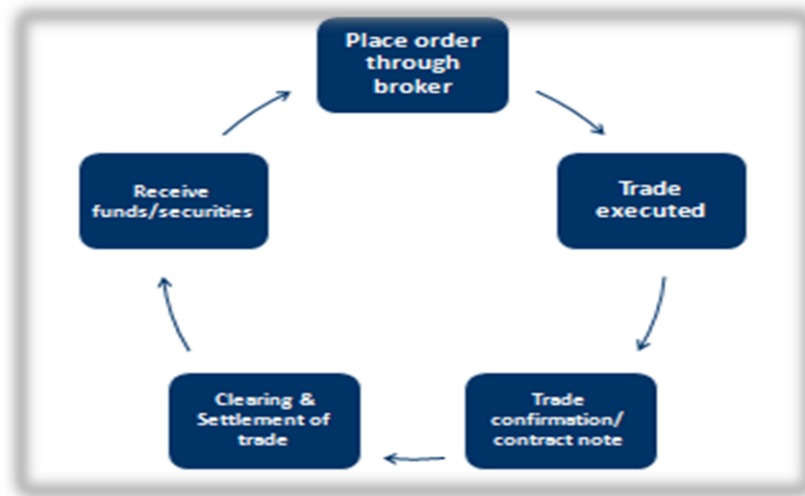 Place order
through
broker
Trade
executed
Trade
confirmation/
contract note
Clearing &
Settlement of
trade
Receive
funds/securities